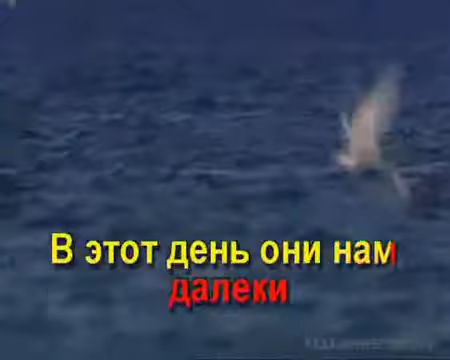 В этот день они нам
далеки